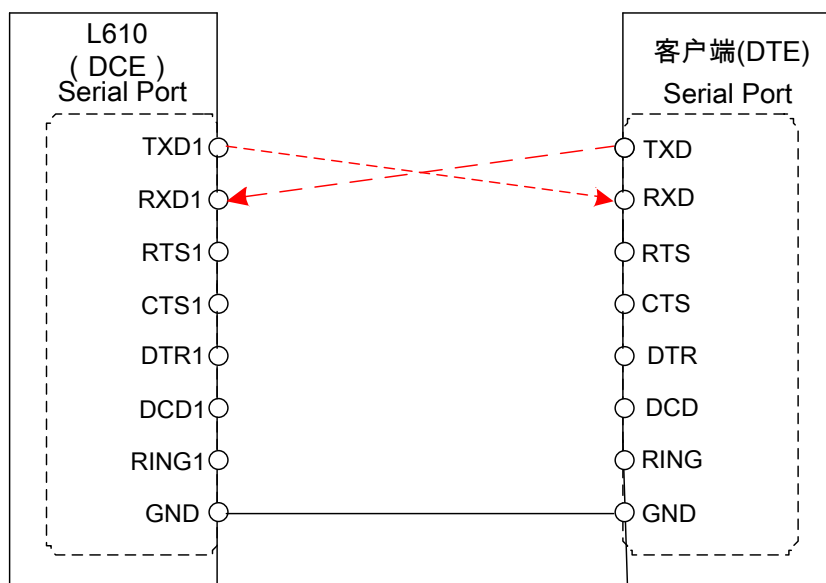 L610
( DCE )
Serial Port
TXD1
RXD1
RTS1
CTS1
DTR1
DCD1
RING1
GND
客户端(DTE)
Serial Port
TXD
RXD
RTS
CTS
DTR
DCD
RING
GND